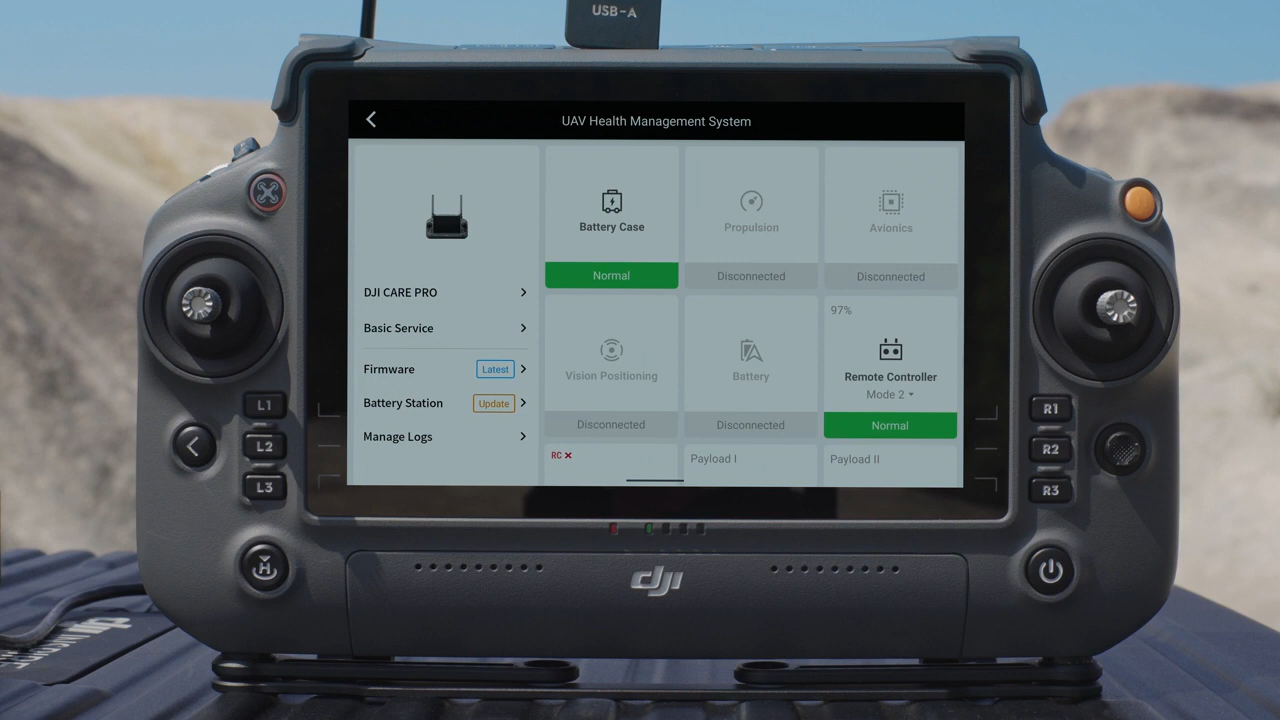 USB-A
UAV Health Management System
DJI CARE PRO
Basic Service
Firmware Latest
Battery Station Update
Manage Logs
Battery Case
Normal
Propulsion
Disconnected
Avionics
Disconnected
Vision Positioning
Disconnected
Battery
Disconnected
97%
Remote Controller
Mode 2
Normal
RC
Payload I
Payload II
L1
L2
L3
R1
R2
R3
H
dji
dji